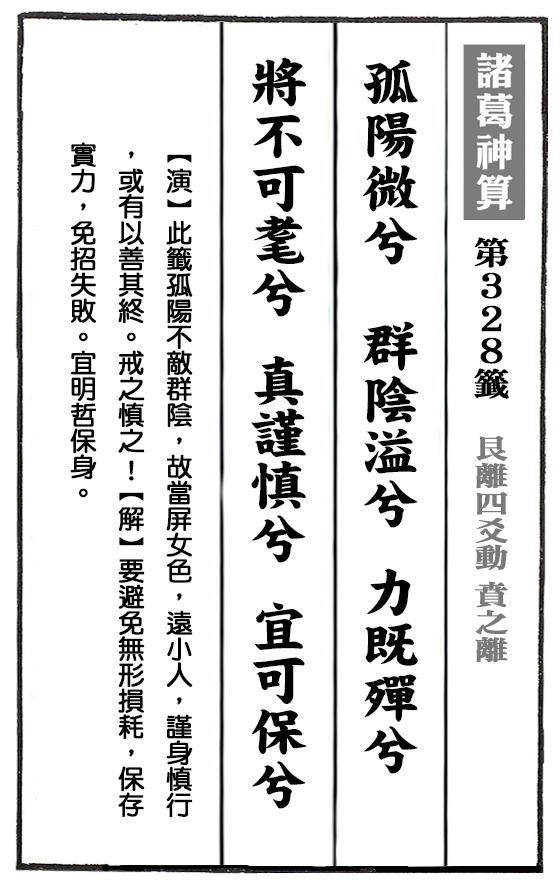 諸葛神算 第３２８籤 艮離四爻動 賁之離
孤陽微兮 群陰溢兮 力既殫兮
將不可耄兮 真謹慎兮 宜可保兮
【演】此籤孤陽不敵群陰，故當屏女色，遠小人，謹身慎行
，或有以善其終。戒之慎之！【解】要避免無形損耗，保存
實力，免招失敗。宜明哲保身。